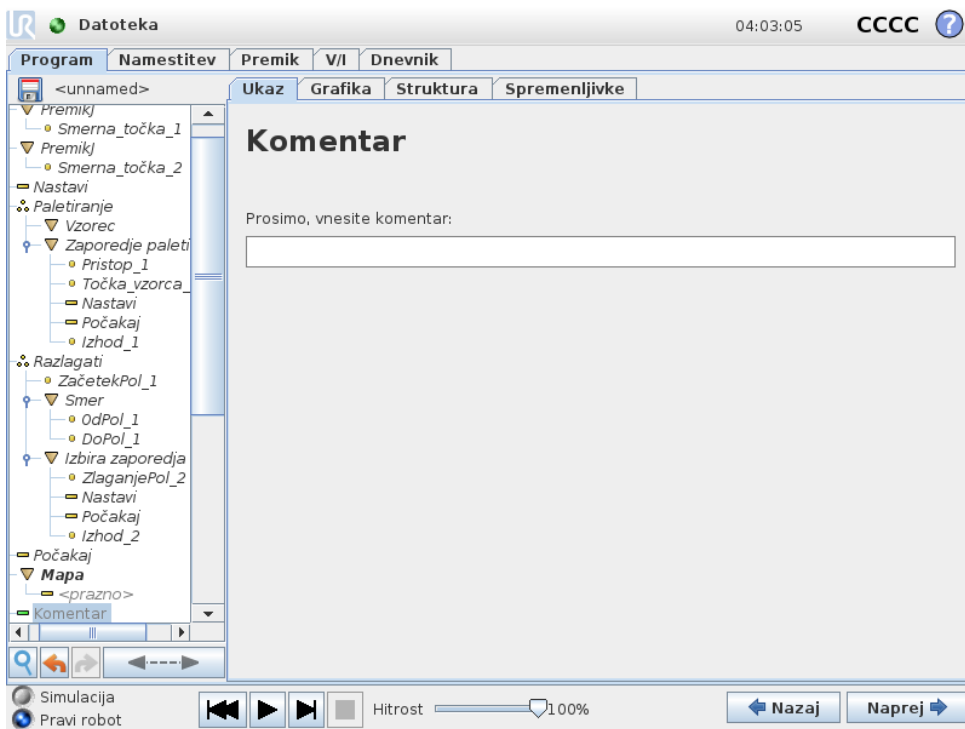 UR Datoteka 04:03:05 CCCC ?
Program Namestitev Premik V/I Dnevnik
<unnamed>
Ukaz Grafika Struktura Spremenljivke
PremikJ
Smerna_točka_1
PremikJ
Smerna_točka_2
Nastavi
Paletiranje
Vzorec
Zaporedje paleti
Pristop_1
Točka_vzorca_
Nastavi
Počakaj
Izhod_1
Razlagati
ZačetekPol_1
Smer
OdPol_1
DoPol_1
Izbira zaporedja
ZlaganjePol_2
Nastavi
Počakaj
Izhod_2
Počakaj
Mapa
<prazno>
Komentar
Komentar
Prosimo, vnesite komentar:
Simulacija
Pravi robot
Hitrost 100%
Nazaj Naprej